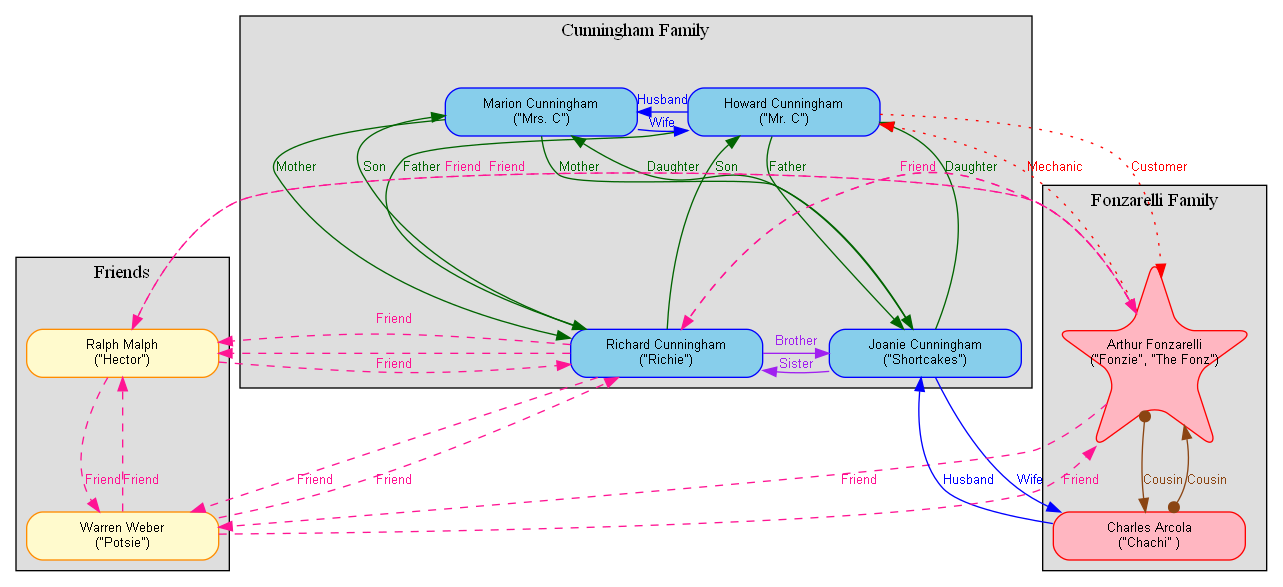 Cunningham Family
Marion Cunningham
("Mrs. C")
Husband
Wife
Howard Cunningham
("Mr. C")
Mother
Son
Father
Friend
Friend
Mother
Daughter
Son
Father
Friend
Daughter
Mechanic
Customer
Fonzarelli Family
Friends
Ralph Malph
("Hector")
Friend
Friend
Richard Cunningham
("Richie")
Brother
Sister
Joanie Cunningham
("Shortcakes")
Arthur Fonzarelli
("Fonzie", "The Fonz")
Friend
Friend
Friend
Friend
Friend
Husband
Wife
Friend
Cousin
Cousin
Warren Weber
("Potsie")
Charles Arcola
("Chachi" )